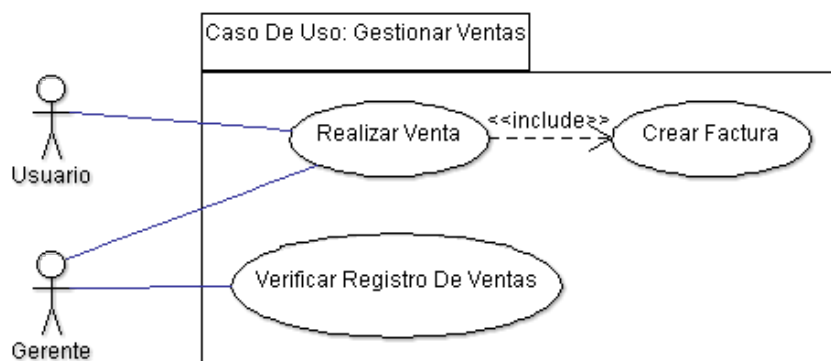 Caso De Uso: Gestionar Ventas
Realizar Venta
<<include>>
Crear Factura
Usuario
Verificar Registro De Ventas
Gerente